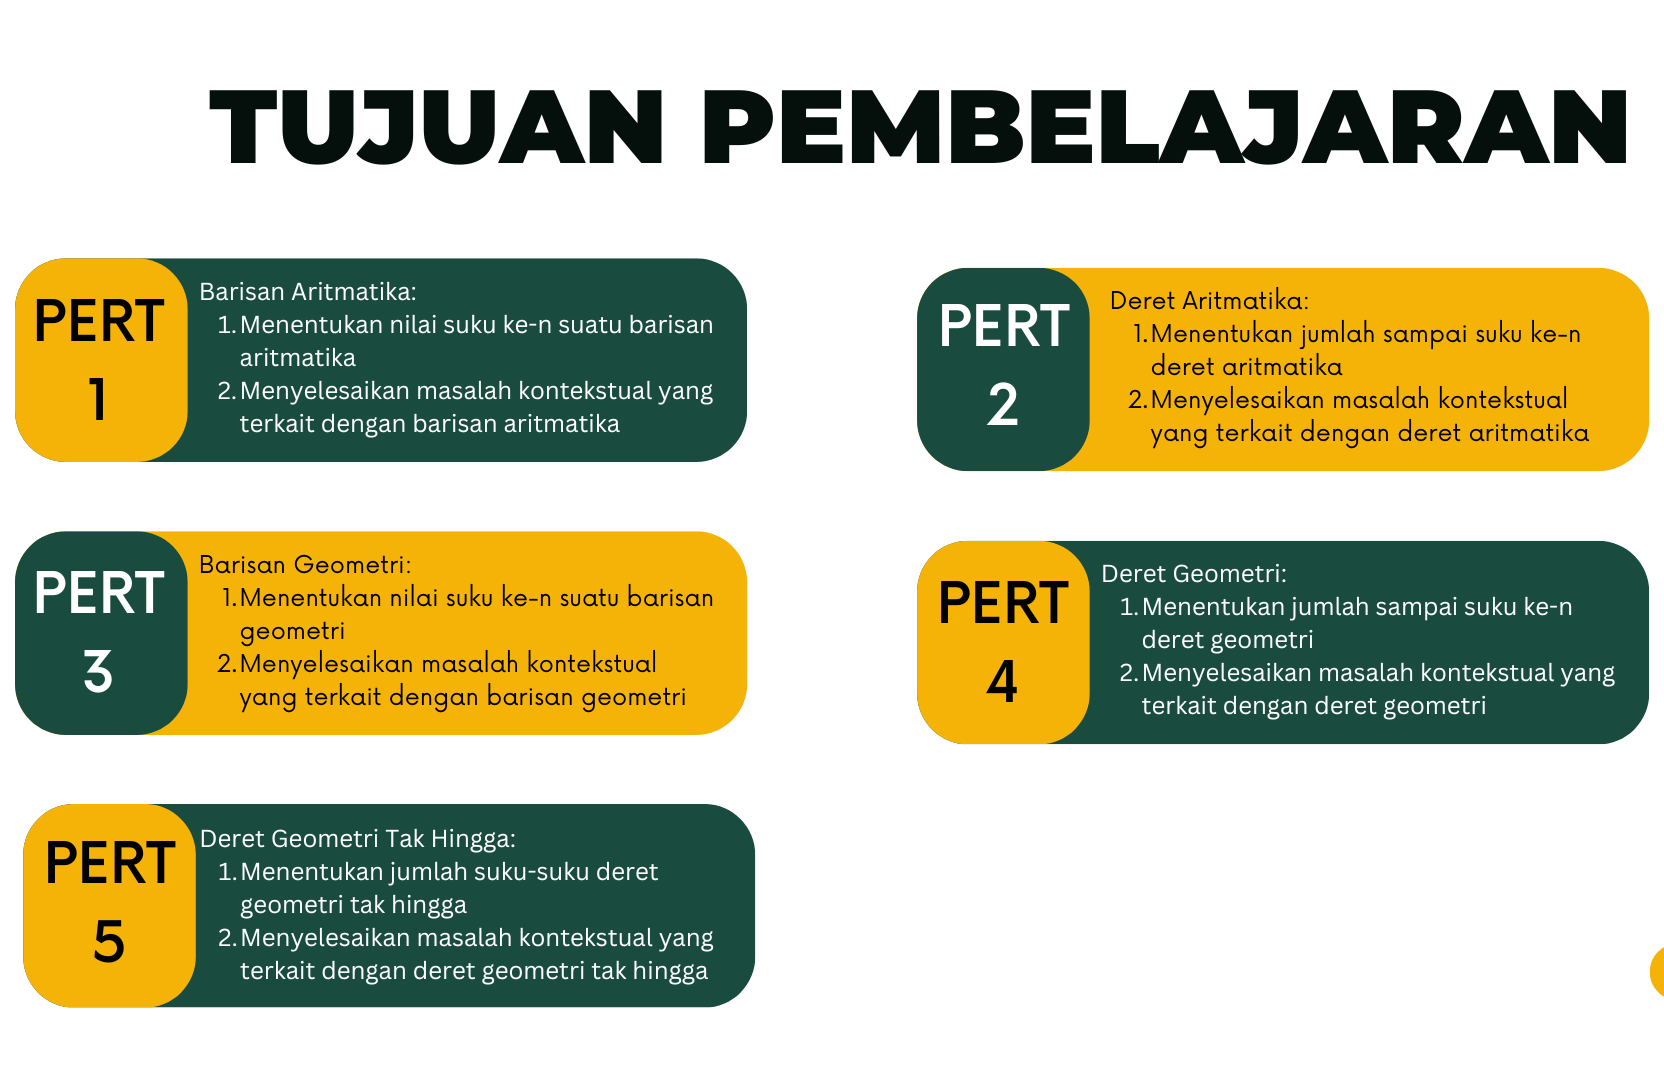 TUJUAN PEMBELAJARAN
PERT
1
Barisan Aritmatika:
1. Menentukan nilai suku ke-n suatu barisan
aritmatika
2. Menyelesaikan masalah kontekstual yang
terkait dengan barisan aritmatika
PERT
2
Deret Aritmatika:
1. Menentukan jumlah sampai suku ke-n
deret aritmatika
2. Menyelesaikan masalah kontekstual
yang terkait dengan deret aritmatika
PERT
3
Barisan Geometri:
1. Menentukan nilai suku ke-n suatu barisan
geometri
2. Menyelesaikan masalah kontekstual
yang terkait dengan barisan geometri
PERT
4
Deret Geometri:
1. Menentukan jumlah sampai suku ke-n
deret geometri
2. Menyelesaikan masalah kontekstual yang
terkait dengan deret geometri
PERT
5
Deret Geometri Tak Hingga:
1. Menentukan jumlah suku-suku deret
geometri tak hingga
2. Menyelesaikan masalah kontekstual yang
terkait dengan deret geometri tak hingga